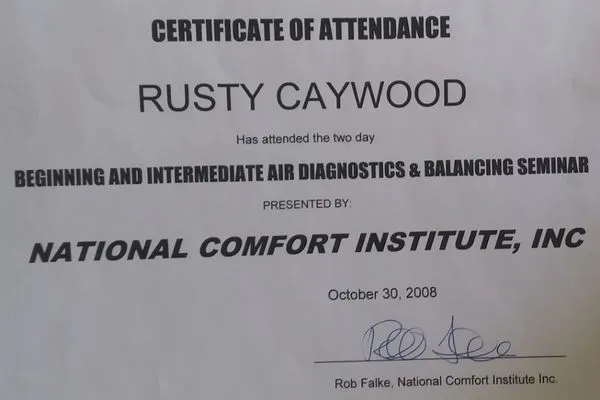 CERTIFICATE OF ATTENDANCE
RUSTY CAYWOOD
Has attended the two day
BEGINNING AND INTERMEDIATE AIR DIAGNOSTICS & BALANCING SEMINAR
PRESENTED BY:
NATIONAL COMFORT INSTITUTE, INC
October 30, 2008
Rob Falke, National Comfort Institute Inc.